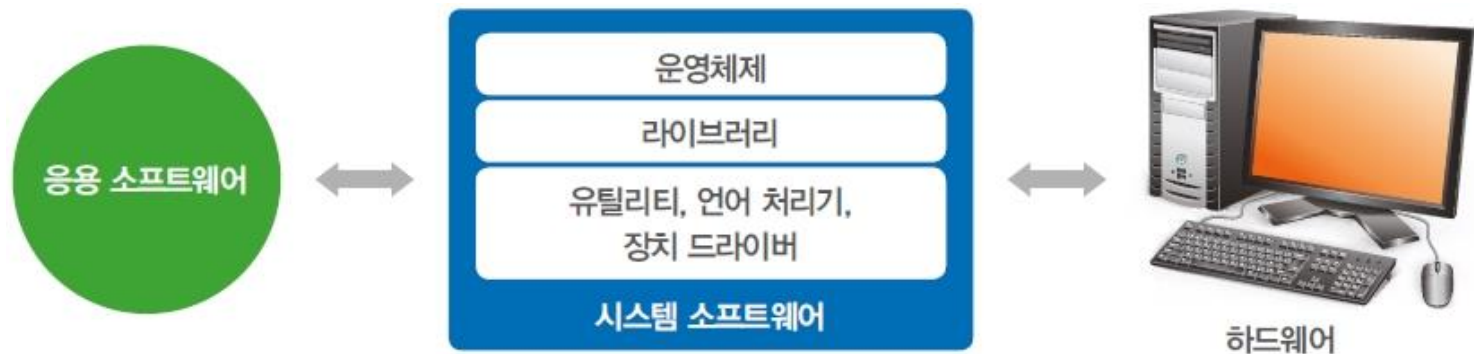 응용 소프트웨어
운영체제
라이브러리
유틸리티, 언어 처리기,
장치 드라이버
시스템 소프트웨어
하드웨어